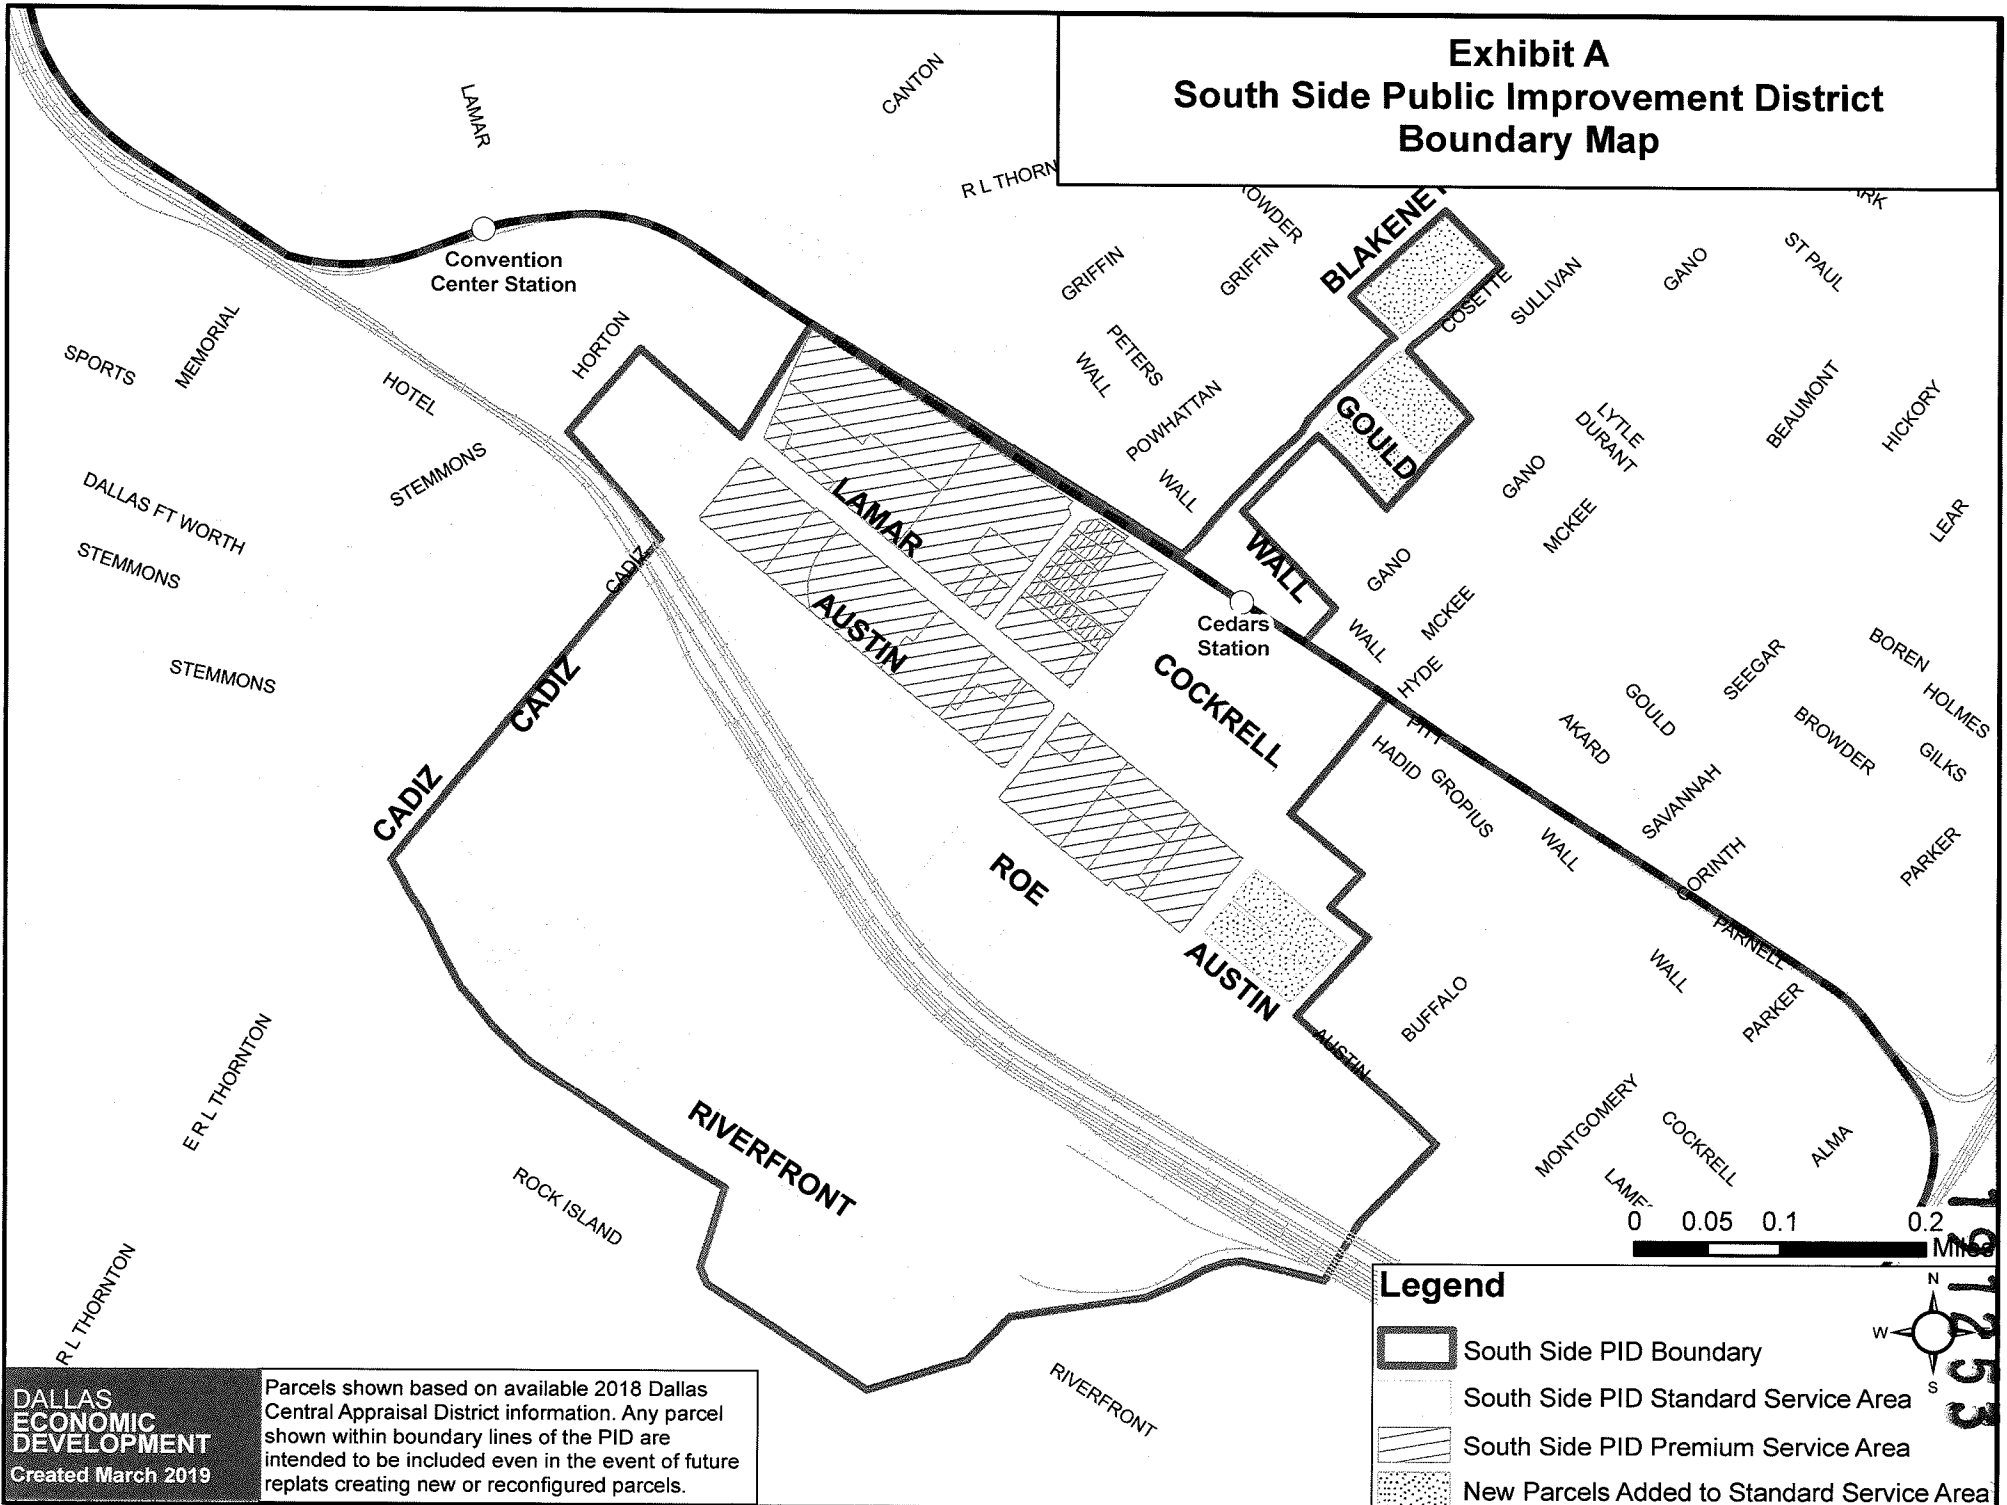 Exhibit A
South Side Public Improvement District
Boundary Map
LAMAR
CANTON
R L THORN
OWDER
ARK
BLAKENEY
GRIFFIN
GRIFFIN
COSETTE
SULLIVAN
GANO
ST PAUL
Convention
Center Station
HORTON
MEMORIAL
SPORTS
HOTEL
STEMMONS
PETERS
WALL
POWHATTAN
WALL
GOULD
LYTLE
DURANT
BEAUMONT
HICKORY
GANO
MCKEE
LEAR
DALLAS FT WORTH
STEMMONS
STEMMONS
LAMAR
CADIZ
AUSTIN
WALL
GANO
MCKEE
Cedars
Station
WALL
HYDE
COCKRELL
PITT
HADID
GROPIUS
WALL
AKARD
GOULD
SEEGAR
BOREN
HOLMES
BROWDER
GILKS
SAVANNAH
CORINTH
PARKER
CADIZ
CADIZ
ROE
AUSTIN
AUSTIN
BUFFALO
PARNELL
WALL
PARKER
E R L THORNTON
RIVERFRONT
ROCK ISLAND
R L THORNTON
RIVERFRONT
MONTGOMERY
COCKRELL
ALMA
LAME
0 0.05 0.1 0.2
Miles
191253
Legend
N
W
S
South Side PID Boundary
South Side PID Standard Service Area
South Side PID Premium Service Area
New Parcels Added to Standard Service Area
DALLAS
ECONOMIC
DEVELOPMENT
Created March 2019
Parcels shown based on available 2018 Dallas
Central Appraisal District information. Any parcel
shown within boundary lines of the PID are
intended to be included even in the event of future
replats creating new or reconfigured parcels.